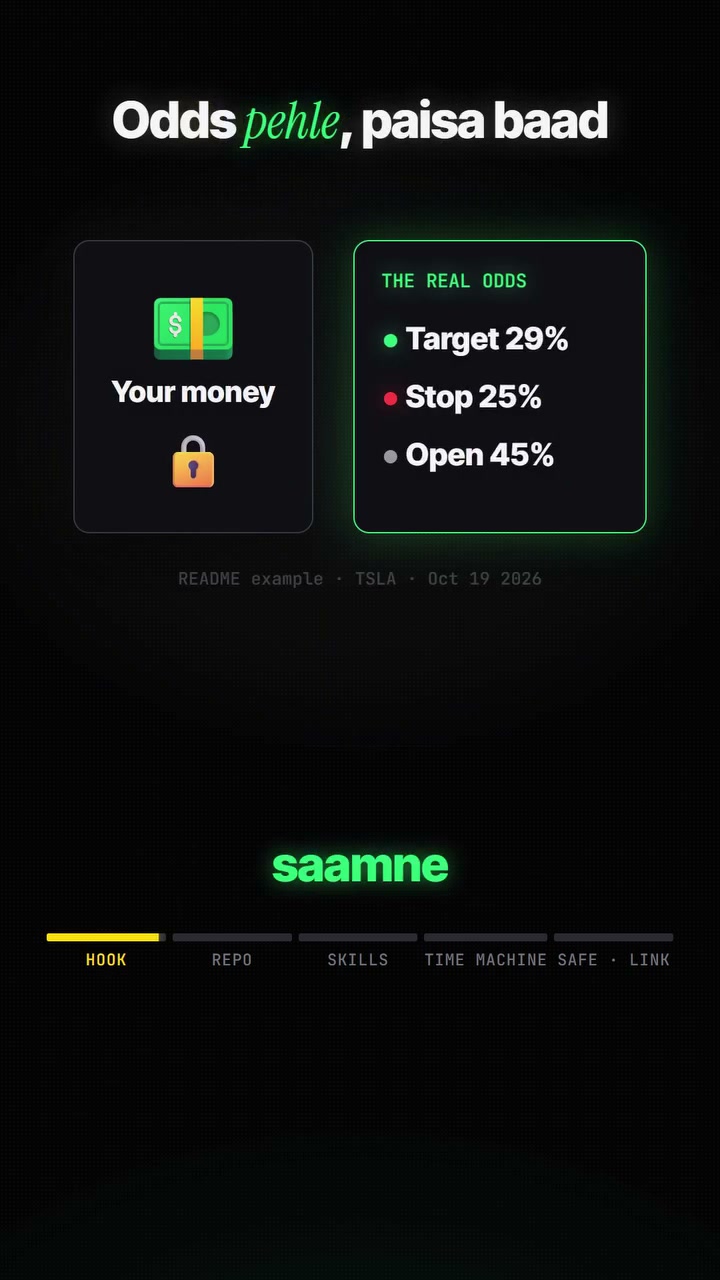 Odds pehle, paisa baad
THE REAL ODDS
Target 29%
Stop 25%
Open 45%
$
Your money
README example · TSLA · Oct 19 2026
saamne
HOOK
REPO
SKILLS
TIME MACHINE
SAFE · LINK